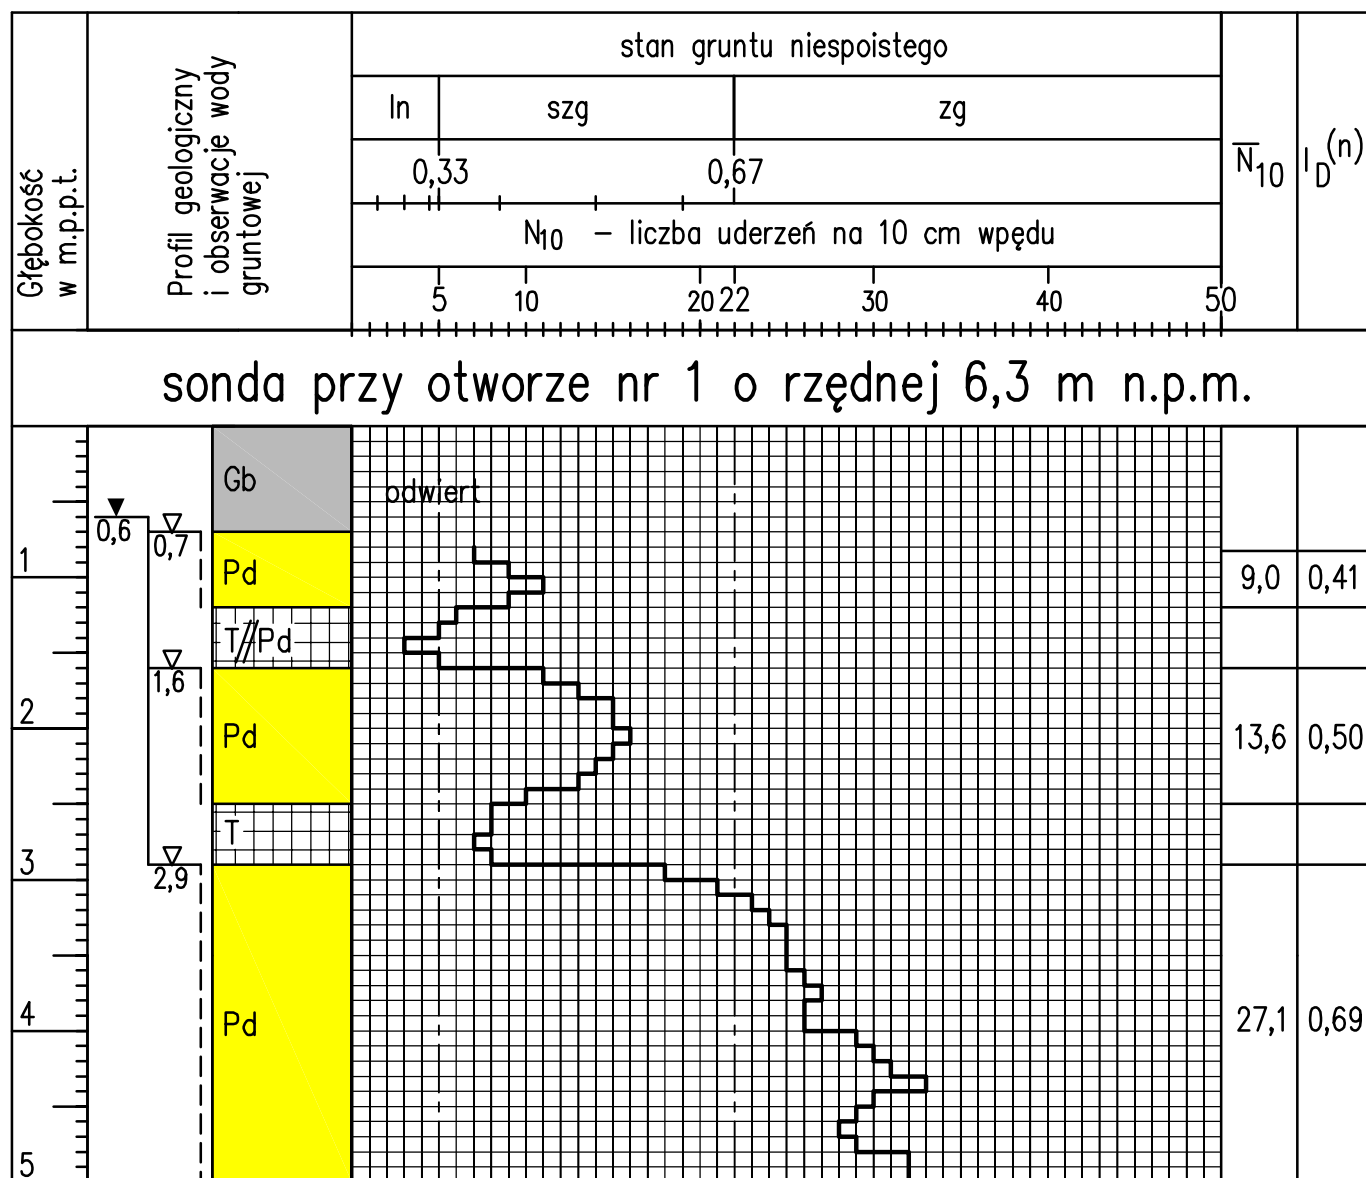 Głębokość
w m.p.p.t.
Profil geologiczny
i obserwacje wody
gruntowej
stan gruntu niespoistego
ln szg zg
0,33 0,67
N10 – liczba uderzeń na 10 cm wpędu
5 10 20 22 30 40 50
N10 ID(n)
sonda przy otworze nr 1 o rzędnej 6,3 m n.p.m.
Gb
odwiert
0,6
0,7
1
Pd
9,0 0,41
T//Pd
1,6
2
Pd
13,6 0,50
T
3
2,9
4
Pd
27,1 0,69
5